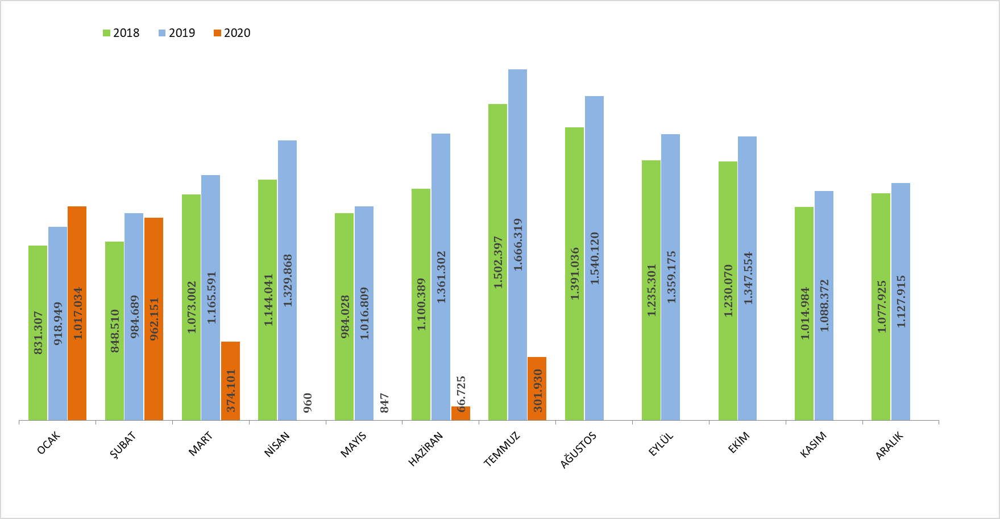 2018 2019 2020
831.307 918.949 1.017.034
848.510 984.689 962.151
1.073.002 1.165.591 374.101
1.144.041 1.329.868 960
984.028 1.016.809 847
1.100.389 1.361.302 66.725
1.502.397 1.666.319 301.930
1.391.036 1.540.120
1.235.301 1.359.175
1.230.070 1.347.554
1.014.984 1.088.372
1.077.925 1.127.915
OCAK
ŞUBAT
MART
NİSAN
MAYIS
HAZİRAN
TEMMUZ
AĞUSTOS
EYLÜL
EKİM
KASIM
ARALIK